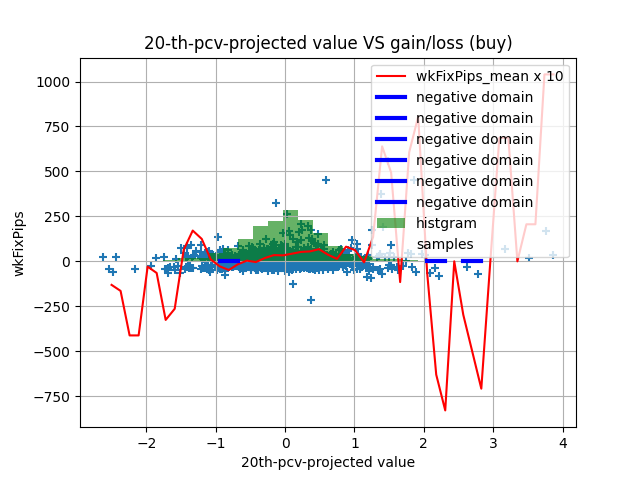 20-th-pcv-projected value VS gain/loss (buy)
wkFixPips
1000
750
500
250
0
−250
−500
−750
wkFixPips_mean x 10
negative domain
negative domain
negative domain
negative domain
negative domain
negative domain
histgram
samples
−2
−1
0
1
2
3
4
20th-pcv-projected value